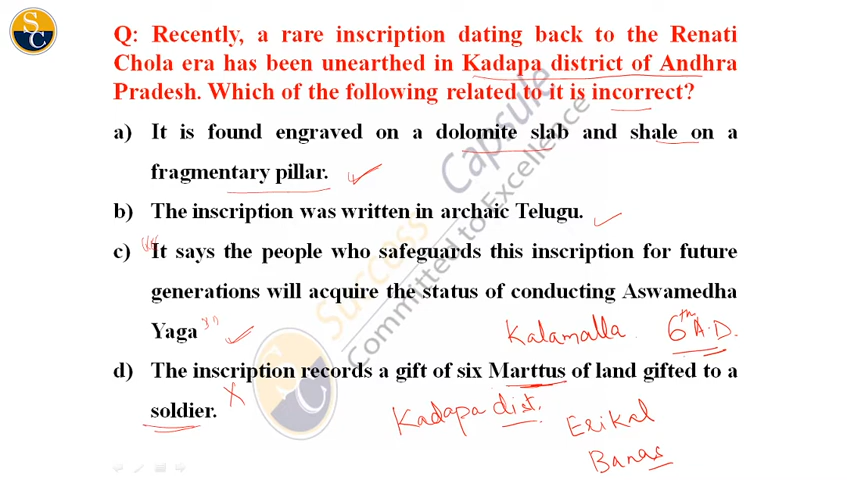 SC
Q: Recently, a rare inscription dating back to the Renati
Chola era has been unearthed in Kadapa district of Andhra
Pradesh. Which of the following related to it is incorrect?
a) It is found engraved on a dolomite slab and shale on a
fragmentary pillar.
b) The inscription was written in archaic Telugu.
c) It says the people who safeguards this inscription for future
generations will acquire the status of conducting Aswamedha
Yaga
Kalamalla 6th A.D.
d) The inscription records a gift of six Marttus of land gifted to a
soldier.
Kadapa dist.
Erikal
Banas
Success Capsule
Committed to Excellence
SC